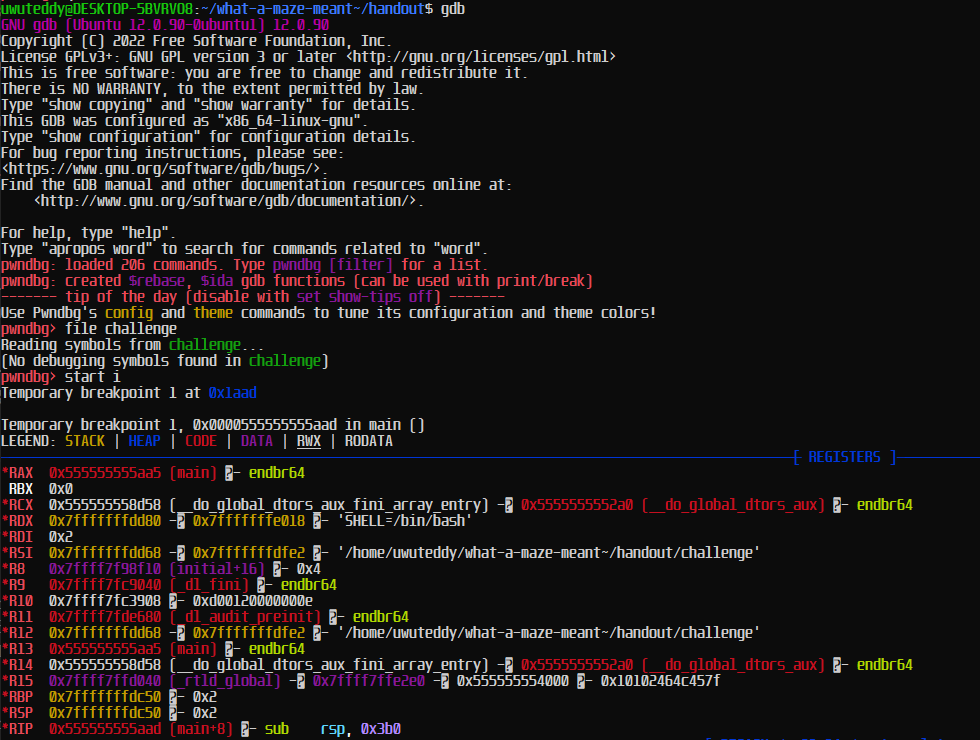 uwuteddy@DESKTOP-5BVRVO8:~/what-a-maze-meant~/handout$ gdb
GNU gdb (Ubuntu 12.0.90-0ubuntu1) 12.0.90
Copyright (C) 2022 Free Software Foundation, Inc.
License GPLv3+: GNU GPL version 3 or later <http://gnu.org/licenses/gpl.html>
This is free software: you are free to change and redistribute it.
There is NO WARRANTY, to the extent permitted by law.
Type "show copying" and "show warranty" for details.
This GDB was configured as "x86_64-linux-gnu".
Type "show configuration" for configuration details.
For bug reporting instructions, please see:
<https://www.gnu.org/software/gdb/bugs/>.
Find the GDB manual and other documentation resources online at:
    <http://www.gnu.org/software/gdb/documentation/>.
For help, type "help".
Type "apropos word" to search for commands related to "word".
pwndbg: loaded 206 commands. Type pwndbg [filter] for a list.
pwndbg: created $rebase, $ida gdb functions (can be used with print/break)
------- tip of the day (disable with set show-tips off) -------
Use Pwndbg's config and theme commands to tune its configuration and theme colors!
pwndbg> file challenge
Reading symbols from challenge...
(No debugging symbols found in challenge)
pwndbg> start i
Temporary breakpoint 1 at 0x1aad
Temporary breakpoint 1, 0x0000555555555aad in main ()
LEGEND: STACK | HEAP | CODE | DATA | RWX | RODATA
[ REGISTERS ]
*RAX  0x555555555aa5 (main) ?- endbr64
 RBX  0x0
*RCX  0x555555558d58 (__do_global_dtors_aux_fini_array_entry) -? 0x5555555552a0 (__do_global_dtors_aux) ?- endbr64
*RDX  0x7fffffffdd80 -? 0x7fffffffe018 ?- 'SHELL=/bin/bash'
*RDI  0x2
*RSI  0x7fffffffdd68 -? 0x7fffffffdfe2 ?- '/home/uwuteddy/what-a-maze-meant~/handout/challenge'
*R8   0x7ffff7f98f10 (initial+16) ?- 0x4
*R9   0x7ffff7fc9040 (_dl_fini) ?- endbr64
*R10  0x7ffff7fc3908 ?- 0xd00120000000e
*R11  0x7ffff7fde680 (_dl_audit_preinit) ?- endbr64
*R12  0x7fffffffdd68 -? 0x7fffffffdfe2 ?- '/home/uwuteddy/what-a-maze-meant~/handout/challenge'
*R13  0x555555555aa5 (main) ?- endbr64
*R14  0x555555558d58 (__do_global_dtors_aux_fini_array_entry) -? 0x5555555552a0 (__do_global_dtors_aux) ?- endbr64
*R15  0x7ffff7ffd040 (_rtld_global) -? 0x7ffff7ffe2e0 -? 0x555555554000 ?- 0x10102464c457f
*RBP  0x7fffffffdc50 ?- 0x2
*RSP  0x7fffffffdc50 ?- 0x2
*RIP  0x555555555aad (main+8) ?- sub    rsp, 0x3b0